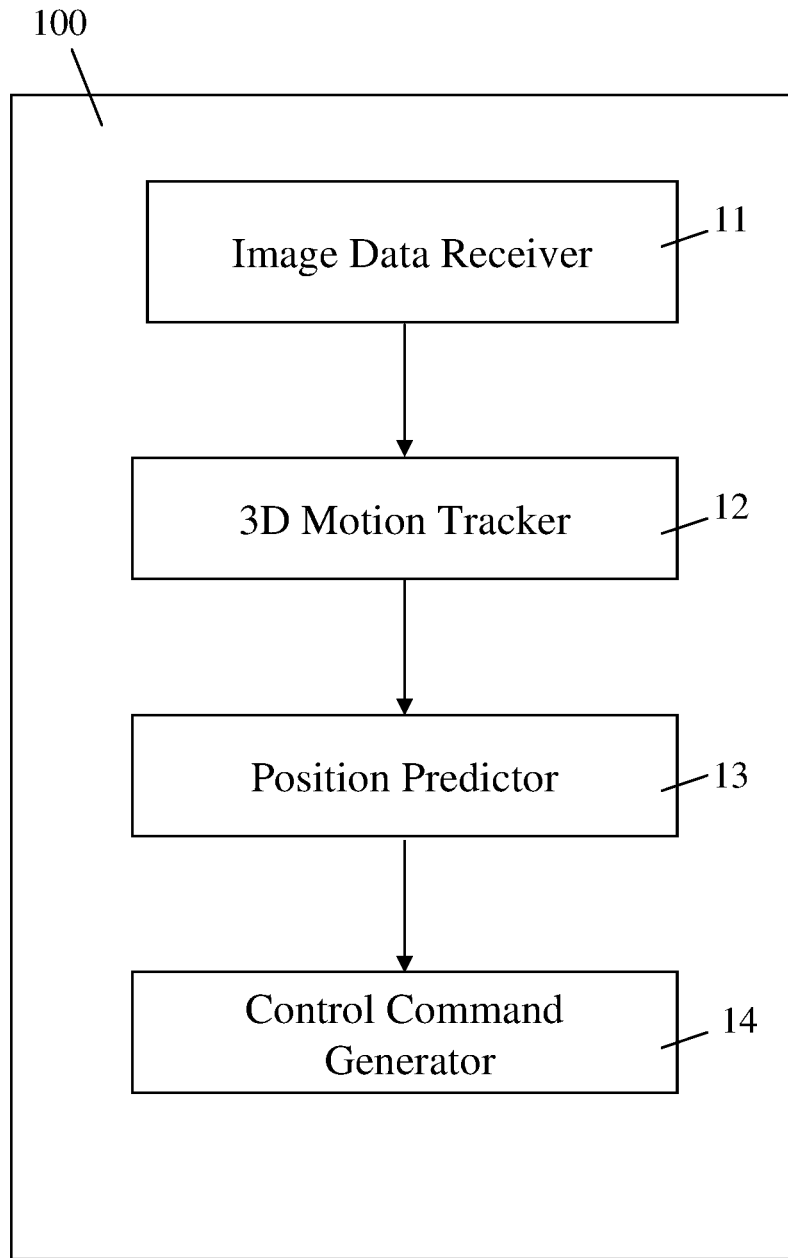 100
Image Data Receiver
11
3D Motion Tracker
12
Position Predictor
13
Control Command
Generator
14